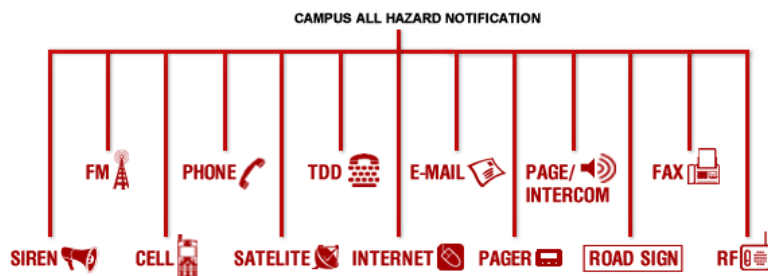 CAMPUS ALL HAZARD NOTIFICATION
FM
PHONE
TDD
E-MAIL
PAGE/
INTERCOM
FAX
SIREN
CELL
SATELITE
INTERNET
PAGER
ROAD SIGN
RF